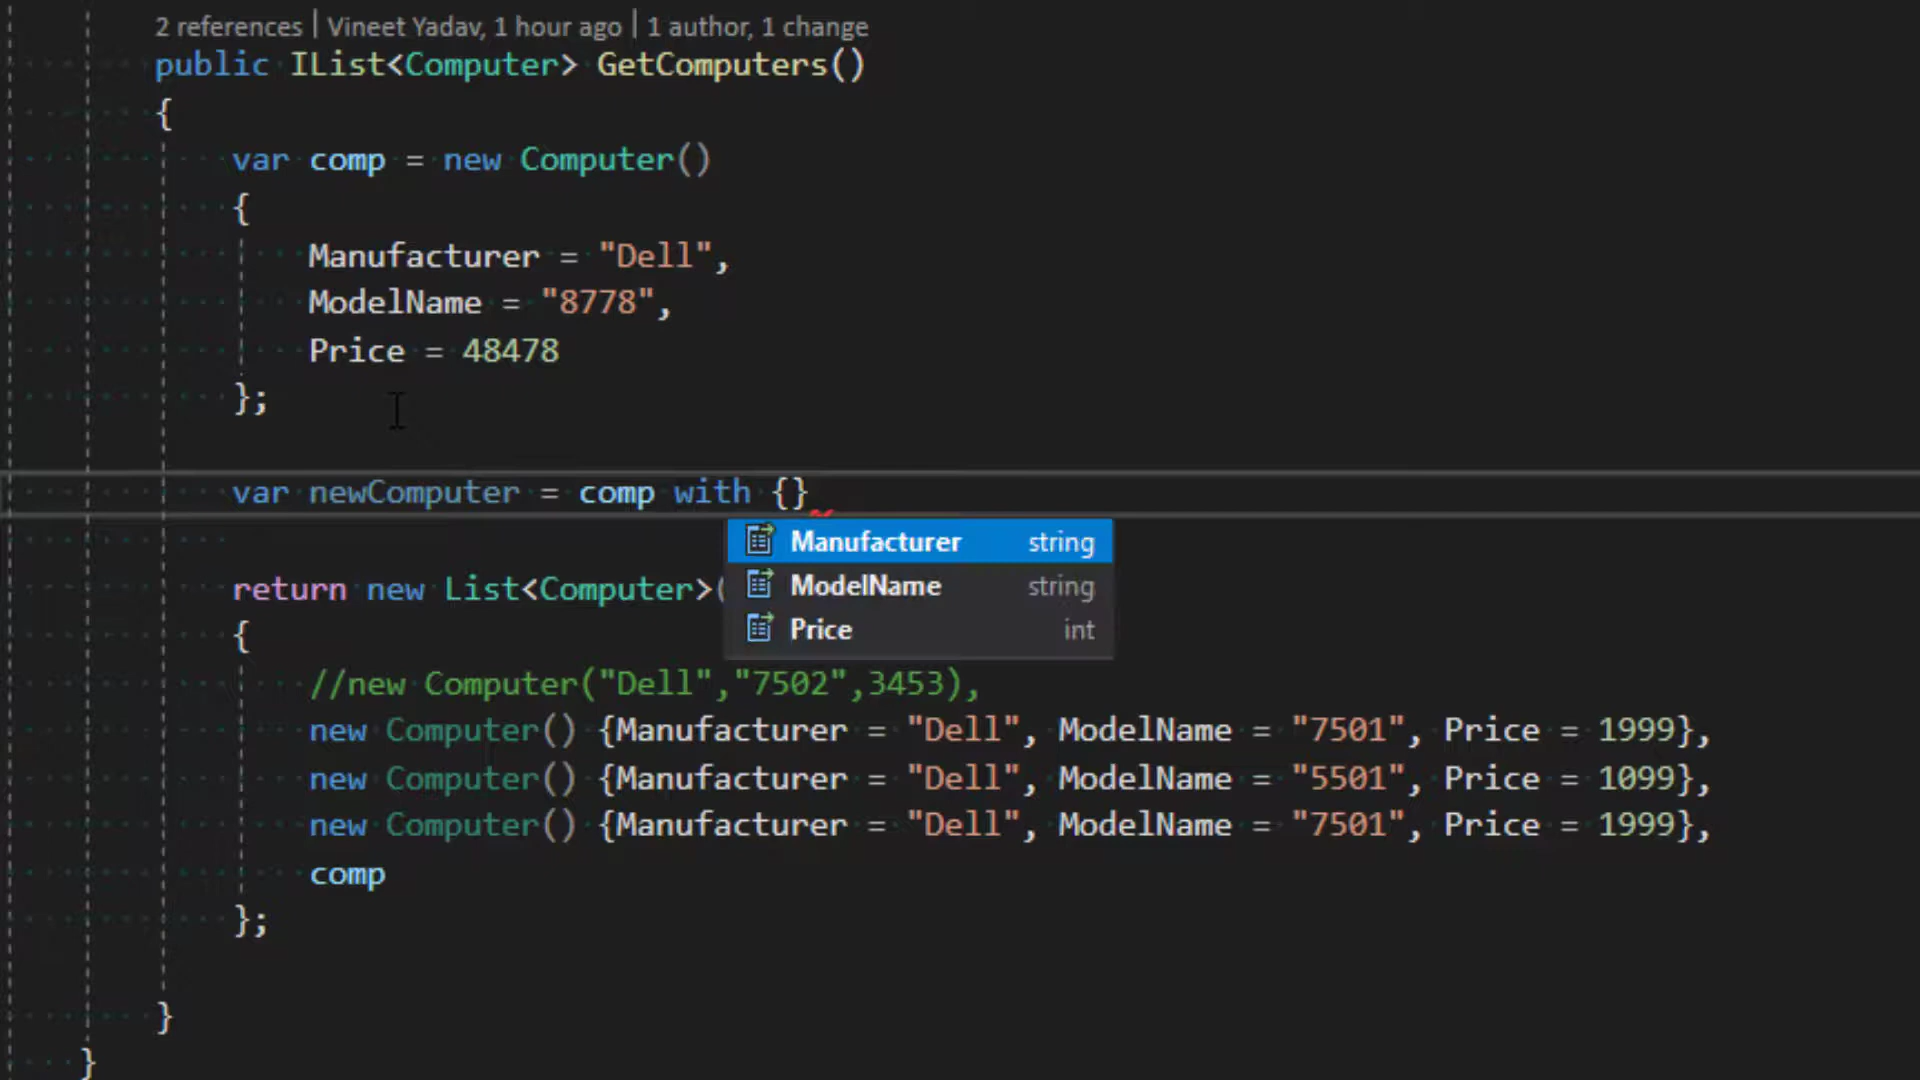 2 references | Vineet Yadav, 1 hour ago | 1 author, 1 change
public IList<Computer> GetComputers()
{
var comp = new Computer()
{
Manufacturer = "Dell",
ModelName = "8778",
Price = 48478
};
var newComputer = comp with {}
Manufacturer string
ModelName string
Price int
return new List<Computer>(
{
//new Computer("Dell","7502",3453),
new Computer() {Manufacturer = "Dell", ModelName = "7501", Price = 1999},
new Computer() {Manufacturer = "Dell", ModelName = "5501", Price = 1099},
new Computer() {Manufacturer = "Dell", ModelName = "7501", Price = 1999},
comp
};
}
}